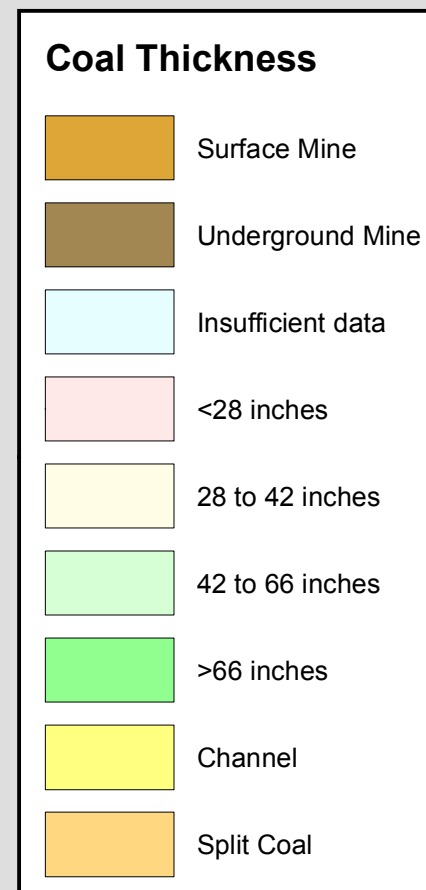 Coal Thickness
Surface Mine
Underground Mine
Insufficient data
<28 inches
28 to 42 inches
42 to 66 inches
>66 inches
Channel
Split Coal